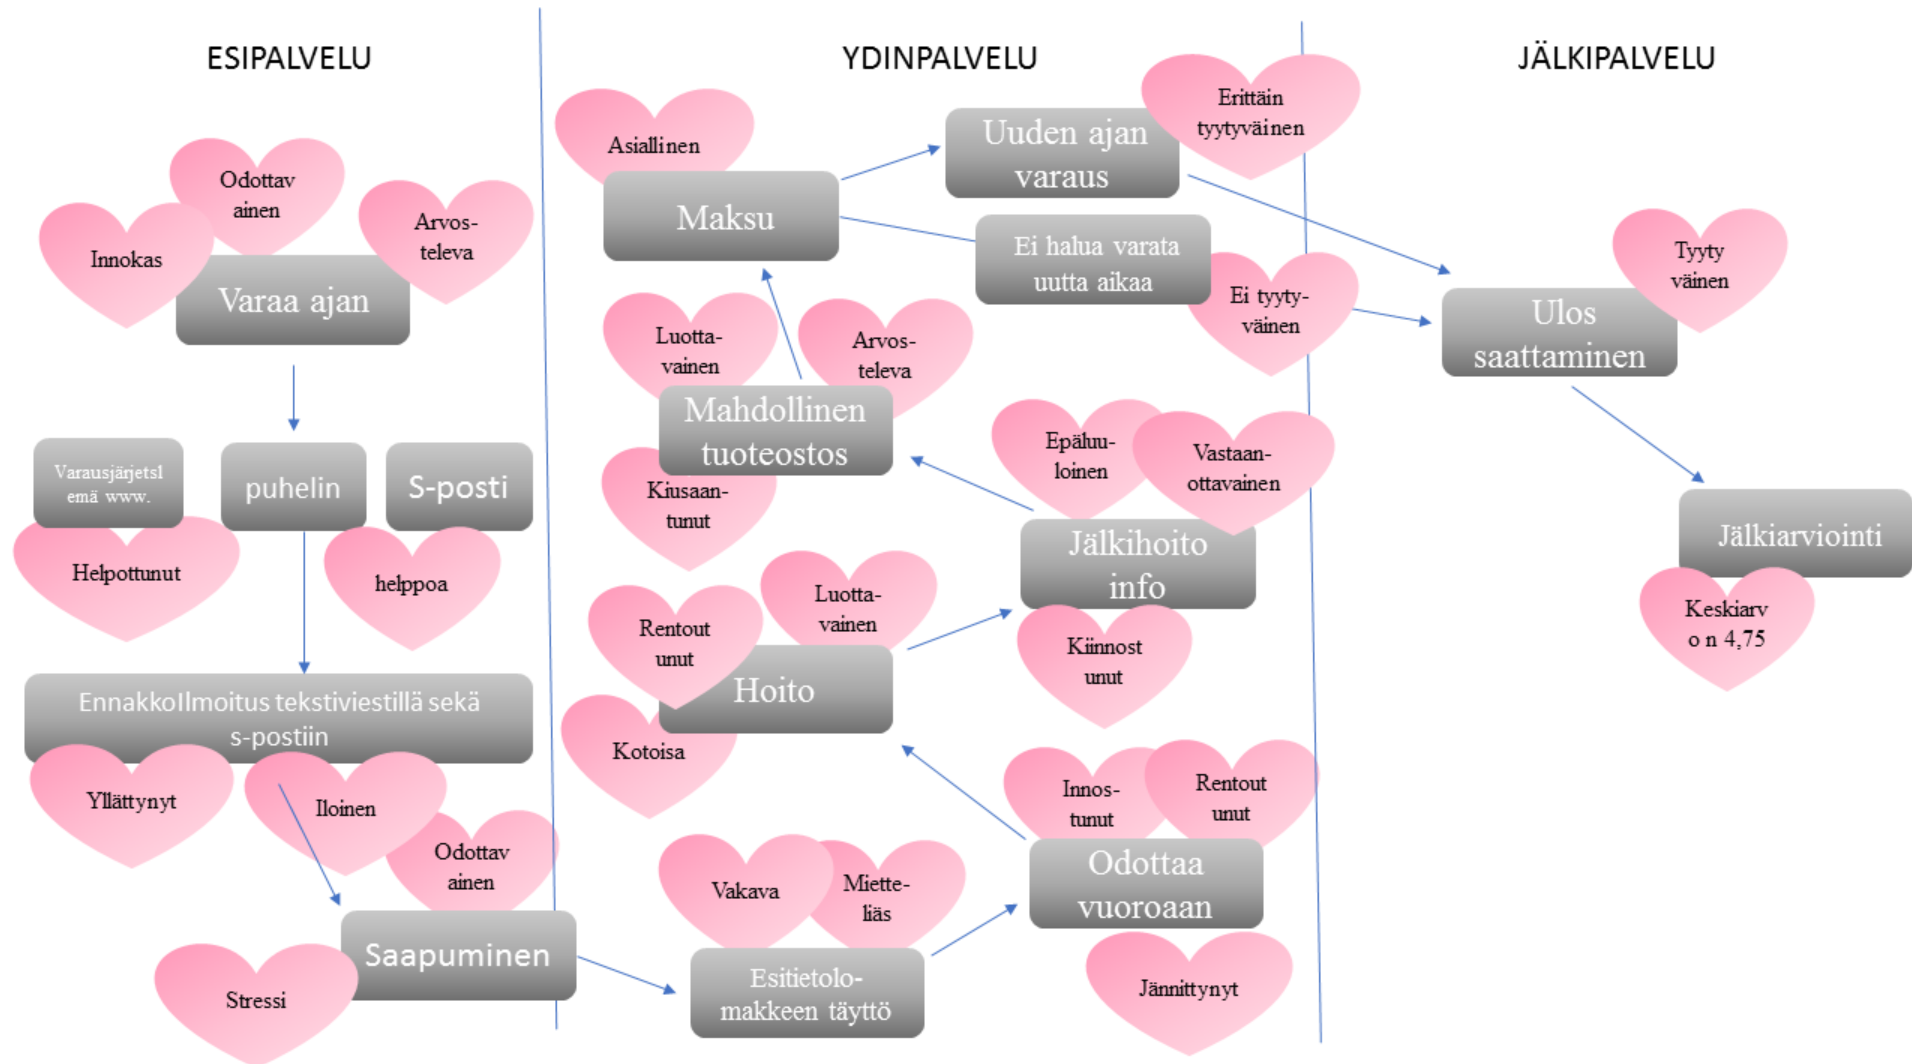 ESIPALVELU
Innokas
Odottav
ainen
Arvos-
televa
Varaa ajan
Varausjärjetsl
emä www.
puhelin
S-posti
Helpottunut
helppoa
EnnakkoIlmoitus tekstiviestillä sekä
s-postiin
Yllättynyt
Iloinen
Odottav
ainen
Saapuminen
Stressi
YDINPALVELU
Asiallinen
Maksu
Uuden ajan
varaus
Erittäin
tyytyväinen
Ei halua varata
uutta aikaa
Ei tyyty-
väinen
Luotta-
vainen
Arvos-
televa
Mahdollinen
tuoteostos
Kiusaan-
tunut
Epäluu-
loinen
Vastaan-
ottavainen
Jälkihoito
info
Kiinnost
unut
Luotta-
vainen
Rentout
unut
Hoito
Kotoisa
Innos-
tunut
Rentout
unut
Odottaa
vuoroaan
Jännittynyt
Vakava
Miette-
liäs
Esitietolo-
makkeen täyttö
JÄLKIPALVELU
Tyyty
väinen
Ulos
saattaminen
Jälkiarviointi
Keskiarv
o n 4,75